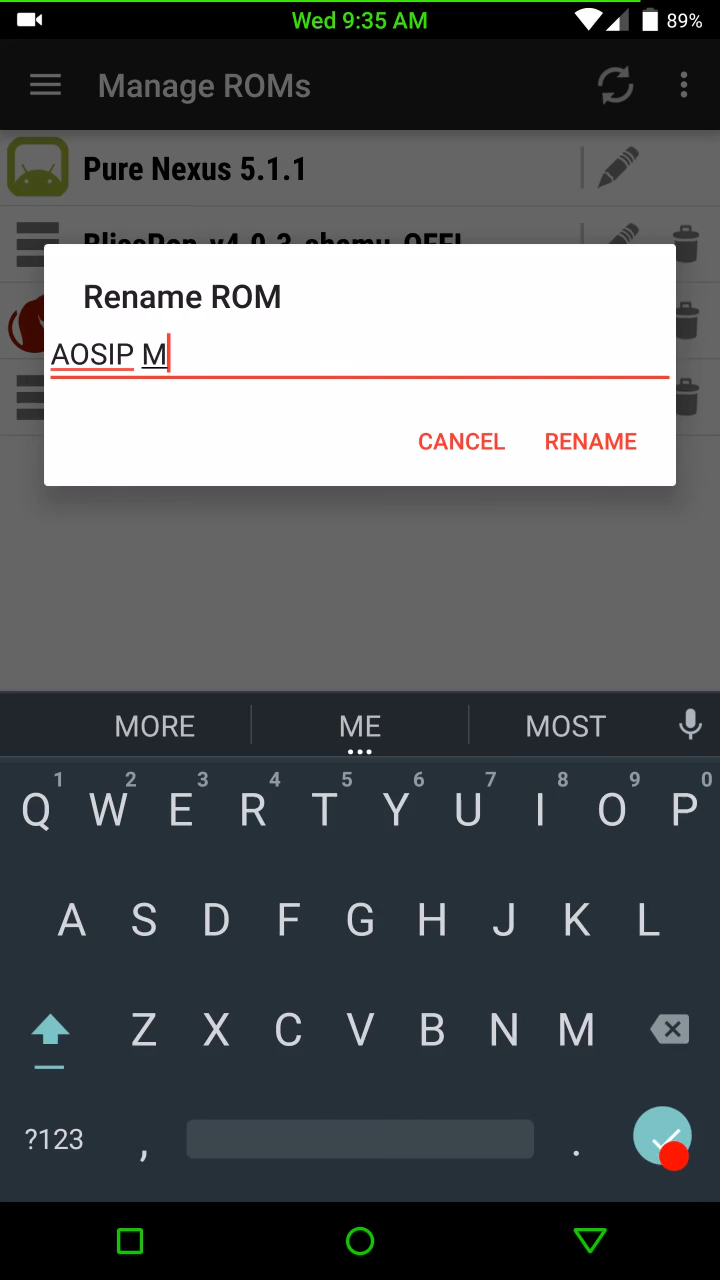 Wed 9:35 AM
89%
Manage ROMs
Pure Nexus 5.1.1
Rename ROM
AOSIP M
CANCEL RENAME
MORE ME MOST
1 2 3 4 5 6 7 8 9 0
Q W E R T Y U I O P
A S D F G H J K L
Z X C V B N M
?123 , .